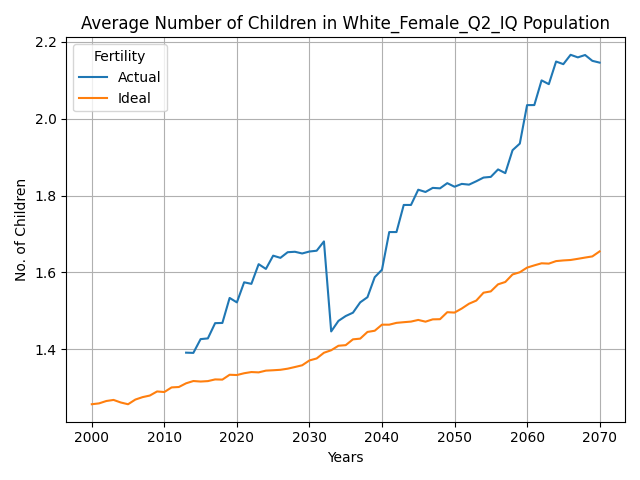 Average Number of Children in White_Female_Q2_IQ Population
Fertility
Actual
Ideal
No. of Children
2.2
2.0
1.8
1.6
1.4
2000 2010 2020 2030 2040 2050 2060 2070
Years